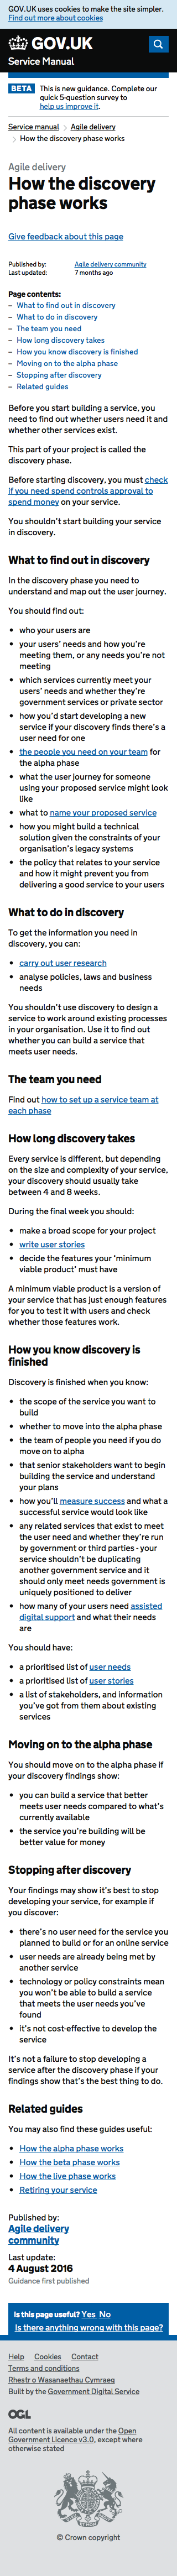 GOV.UK uses cookies to make the site simpler.
Find out more about cookies
GOV.UK
Service Manual
BETA This is new guidance. Complete our
quick 5-question survey to
help us improve it.
Service manual Agile delivery
How the discovery phase works
Agile delivery
How the discovery
phase works
Give feedback about this page
Published by: Agile delivery community
Last updated: 7 months ago
Page contents:
– What to find out in discovery
– What to do in discovery
– The team you need
– How long discovery takes
– How you know discovery is finished
– Moving on to the alpha phase
– Stopping after discovery
– Related guides
Before you start building a service, you
need to find out whether users need it and
whether other services exist.
This part of your project is called the
discovery phase.
Before starting discovery, you must check
if you need spend controls approval to
spend money on your service.
You shouldn't start building your service
in discovery.
What to find out in discovery
In the discovery phase you need to
understand and map out the user journey.
You should find out:
• who your users are
• your users' needs and how you're
meeting them, or any needs you're not
meeting
• which services currently meet your
users' needs and whether they're
government services or private sector
• how you'd start developing a new
service if your discovery finds there's a
user need for one
• the people you need on your team for
the alpha phase
• what the user journey for someone
using your proposed service might look
like
• what to name your proposed service
• how you might build a technical
solution given the constraints of your
organisation's legacy systems
• the policy that relates to your service
and how it might prevent you from
delivering a good service to your users
What to do in discovery
To get the information you need in
discovery, you can:
• carry out user research
• analyse policies, laws and business
needs
You shouldn't use discovery to design a
service to work around existing processes
in your organisation. Use it to find out
whether you can build a service that
meets user needs.
The team you need
Find out how to set up a service team at
each phase
How long discovery takes
Every service is different, but depending
on the size and complexity of your service,
your discovery should usually take
between 4 and 8 weeks.
During the final week you should:
• make a broad scope for your project
• write user stories
• decide the features your 'minimum
viable product' must have
A minimum viable product is a version of
your service that has just enough features
for you to test it with users and check
whether those features work.
How you know discovery is
finished
Discovery is finished when you know:
• the scope of the service you want to
build
• whether to move into the alpha phase
• the team of people you need if you do
move on to alpha
• that senior stakeholders want to begin
building the service and understand
your plans
• how you'll measure success and what a
successful service would look like
• any related services that exist to meet
the user need and whether they're run
by government or third parties - your
service shouldn't be duplicating
another government service and it
should only meet needs government is
uniquely positioned to deliver
• how many of your users need assisted
digital support and what their needs
are
You should have:
• a prioritised list of user needs
• a prioritised list of user stories
• a list of stakeholders, and information
you've got from them about existing
services
Moving on to the alpha phase
You should move on to the alpha phase if
your discovery findings show:
• you can build a service that better
meets user needs compared to what's
currently available
• the service you're building will be
better value for money
Stopping after discovery
Your findings may show it's best to stop
developing your service, for example if
you discover:
• there's no user need for the service you
planned to build or for an online service
• user needs are already being met by
another service
• technology or policy constraints mean
you won't be able to build a service
that meets the user needs you've
found
• it's not cost-effective to develop the
service
It's not a failure to stop developing a
service after the discovery phase if your
findings show that's the best thing to do.
Related guides
You may also find these guides useful:
• How the alpha phase works
• How the beta phase works
• How the live phase works
• Retiring your service
Published by:
Agile delivery
community
Last update:
4 August 2016
Guidance first published
Is this page useful? Yes No
Is there anything wrong with this page?
Help Cookies Contact
Terms and conditions
Rhestr o Wasanaethau Cymraeg
Built by the Government Digital Service
OGL
All content is available under the Open
Government Licence v3.0, except where
otherwise stated
© Crown copyright